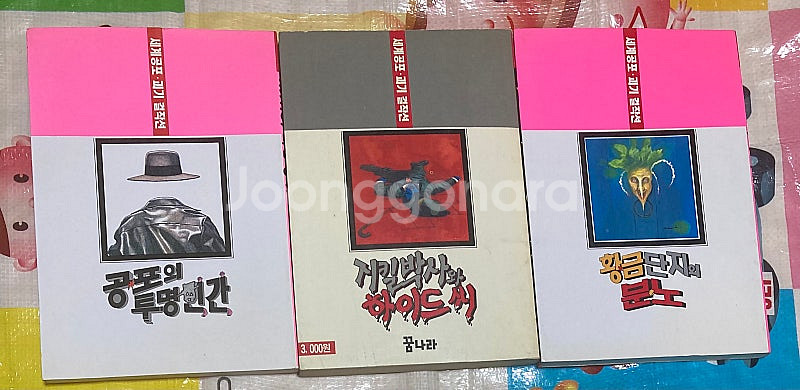 세계공포·괴기 걸작선
공포의
투명인간
세계공포·괴기 걸작선
지킬박사와
하이드 씨
3,000원
꿈나라
세계공포·괴기 걸작선
황금단지의
분노
Joonggonara